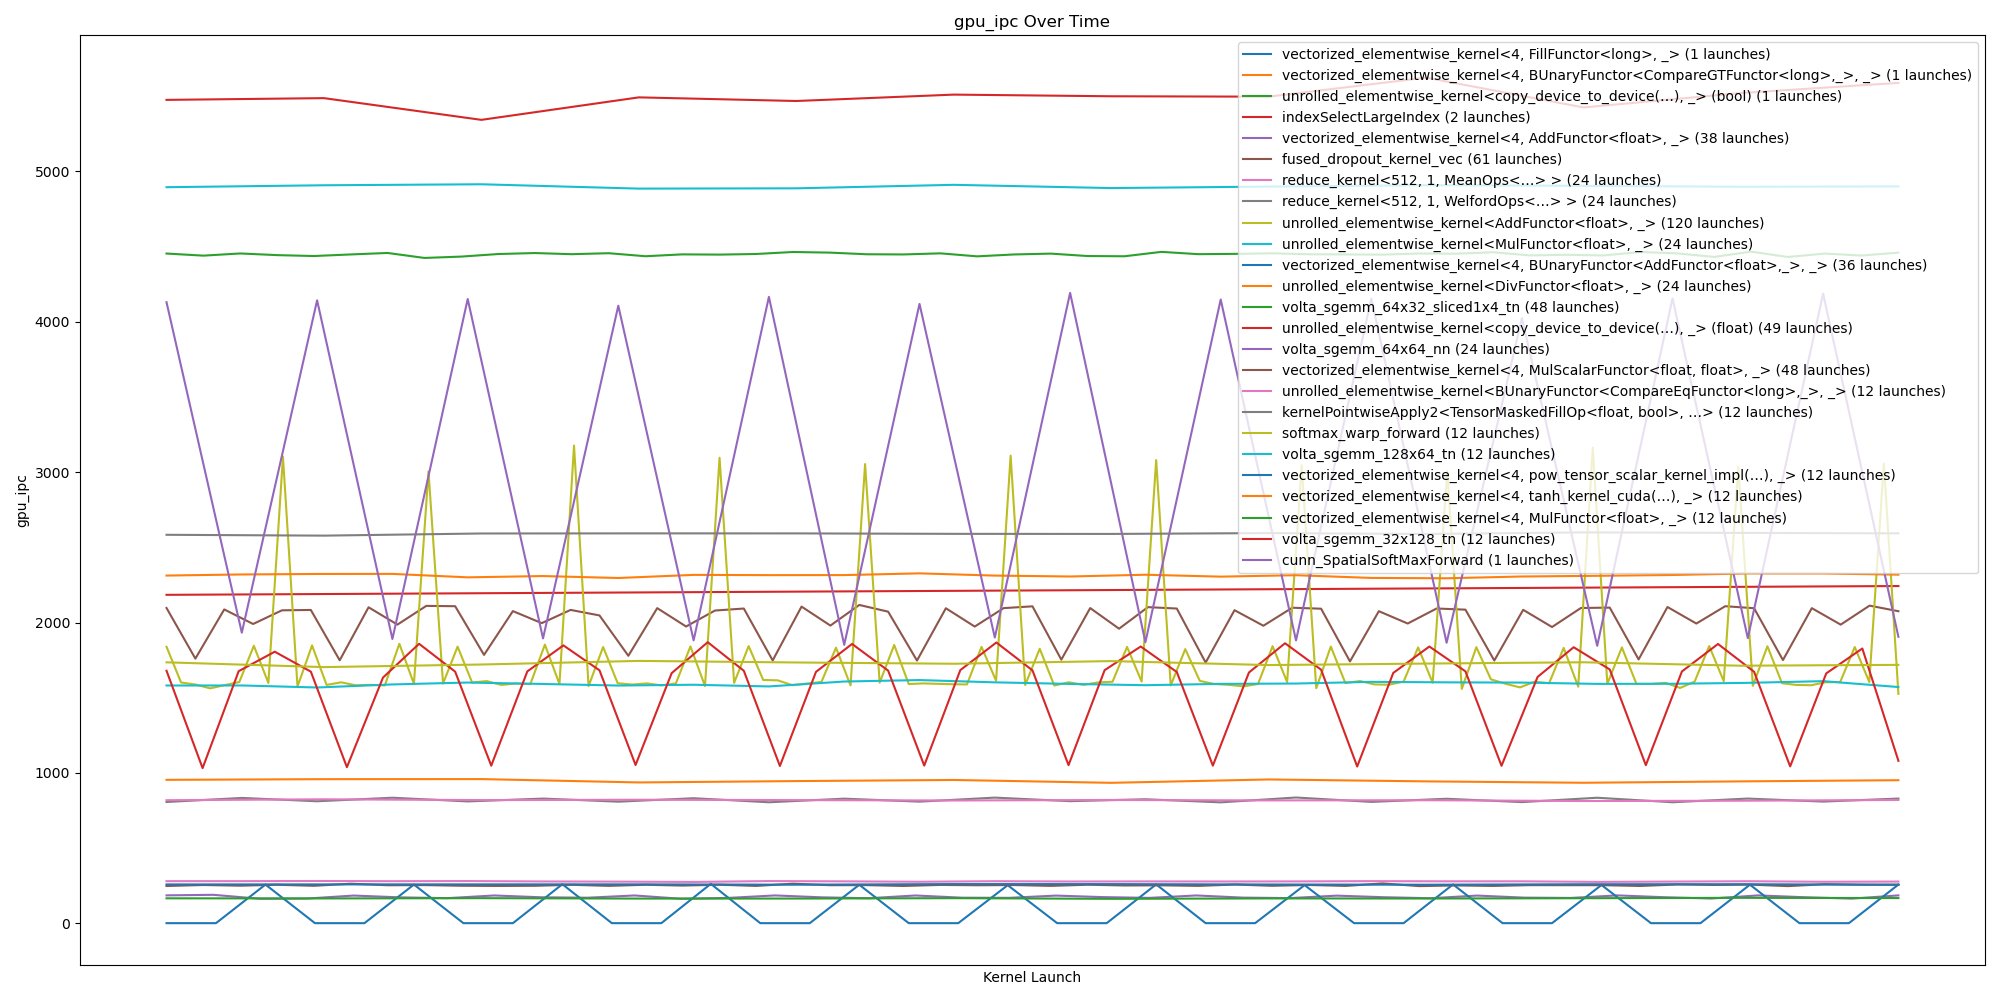 gpu_ipc Over Time
vectorized_elementwise_kernel<4, FillFunctor<long>, _> (1 launches)
vectorized_elementwise_kernel<4, BUnaryFunctor<CompareGTFunctor<long>,_>, _> (1 launches)
unrolled_elementwise_kernel<copy_device_to_device(...), _> (bool) (1 launches)
indexSelectLargeIndex (2 launches)
vectorized_elementwise_kernel<4, AddFunctor<float>, _> (38 launches)
fused_dropout_kernel_vec (61 launches)
reduce_kernel<512, 1, MeanOps<...> > (24 launches)
reduce_kernel<512, 1, WelfordOps<...> > (24 launches)
unrolled_elementwise_kernel<AddFunctor<float>, _> (120 launches)
unrolled_elementwise_kernel<MulFunctor<float>, _> (24 launches)
vectorized_elementwise_kernel<4, BUnaryFunctor<AddFunctor<float>,_>, _> (36 launches)
unrolled_elementwise_kernel<DivFunctor<float>, _> (24 launches)
volta_sgemm_64x32_sliced1x4_tn (48 launches)
unrolled_elementwise_kernel<copy_device_to_device(...), _> (float) (49 launches)
volta_sgemm_64x64_nn (24 launches)
vectorized_elementwise_kernel<4, MulScalarFunctor<float, float>, _> (48 launches)
unrolled_elementwise_kernel<BUnaryFunctor<CompareEqFunctor<long>,_>, _> (12 launches)
kernelPointwiseApply2<TensorMaskedFillOp<float, bool>, ...> (12 launches)
softmax_warp_forward (12 launches)
volta_sgemm_128x64_tn (12 launches)
vectorized_elementwise_kernel<4, pow_tensor_scalar_kernel_impl(...), _> (12 launches)
vectorized_elementwise_kernel<4, tanh_kernel_cuda(...), _> (12 launches)
vectorized_elementwise_kernel<4, MulFunctor<float>, _> (12 launches)
volta_sgemm_32x128_tn (12 launches)
cunn_SpatialSoftMaxForward (1 launches)
5000
4000
3000
2000
1000
0
gpu_ipc
Kernel Launch